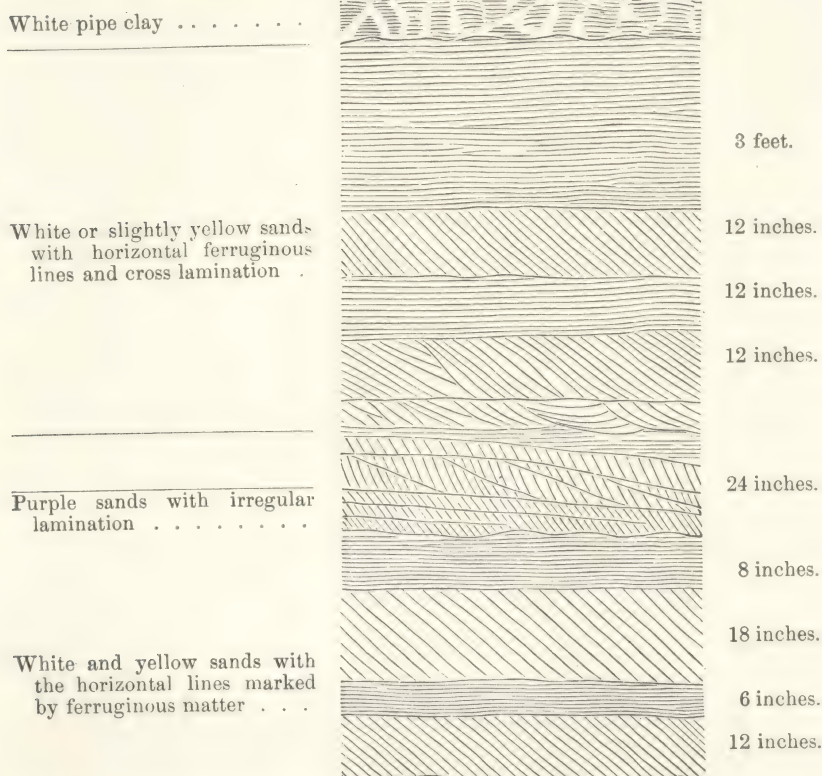 White pipe clay . . . . . . .
3 feet.
White or slightly yellow sands
with horizontal ferruginous
lines and cross lamination .
12 inches.
12 inches.
12 inches.
24 inches.
Purple sands with irregular
lamination . . . . . . . .
8 inches.
18 inches.
White and yellow sands with
the horizontal lines marked
by ferruginous matter . . .
6 inches.
12 inches.